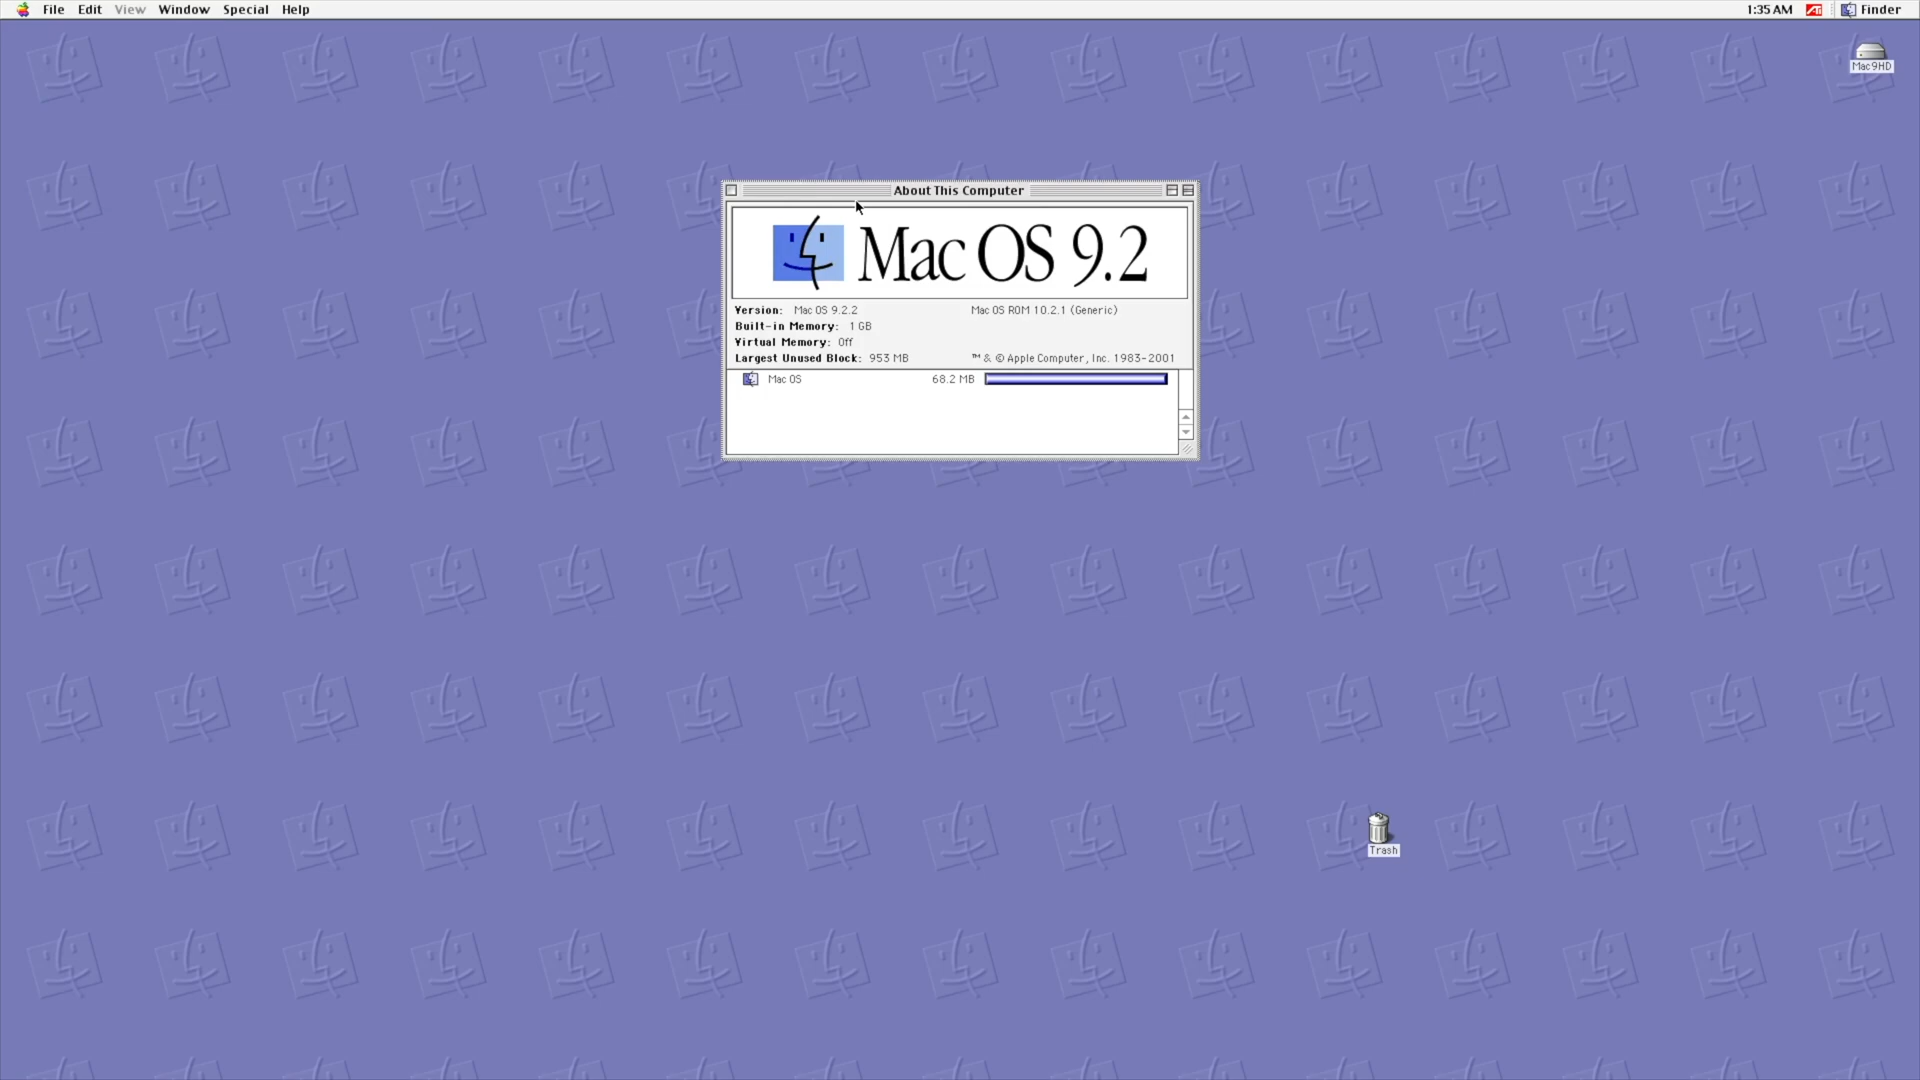 File Edit View Window Special Help 1:35 AM ATI Finder
Mac9HD
About This Computer
Mac OS 9.2
Version: Mac OS 9.2.2 Mac OS ROM 10.2.1 (Generic)
Built-in Memory: 1 GB
Virtual Memory: Off
Largest Unused Block: 953 MB ™ & © Apple Computer, Inc. 1983-2001
Mac OS 68.2 MB
Trash